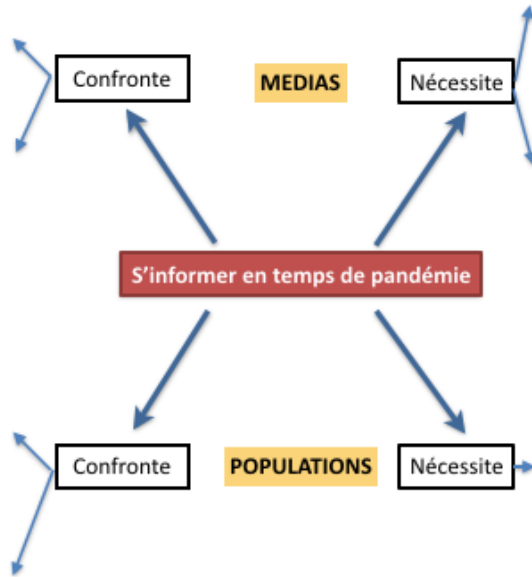 Confronte
MEDIAS
Nécessite
S'informer en temps de pandémie
Confronte
POPULATIONS
Nécessite